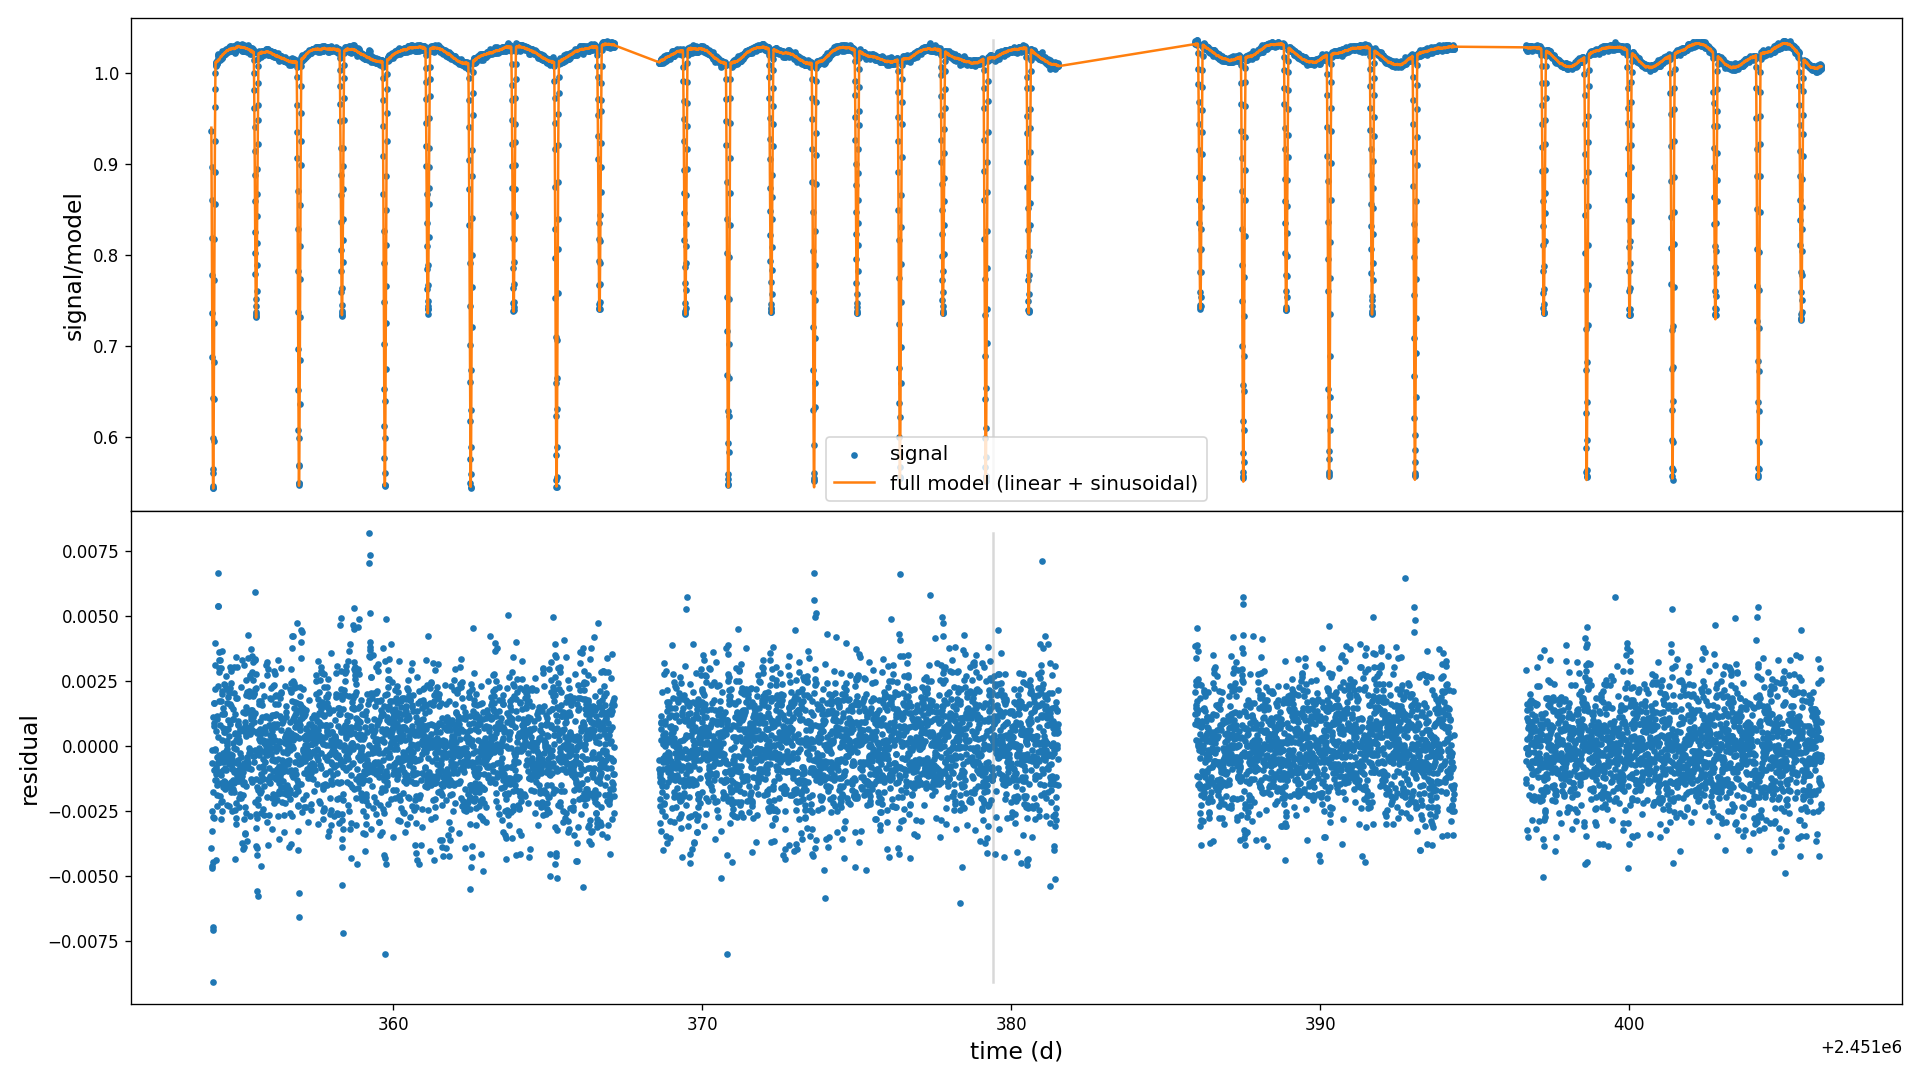 signal/model
1.0
0.9
0.8
0.7
0.6
signal
full model (linear + sinusoidal)
residual
0.0075
0.0050
0.0025
0.0000
−0.0025
−0.0050
−0.0075
360
370
380
390
400
time (d)
+2.451e6